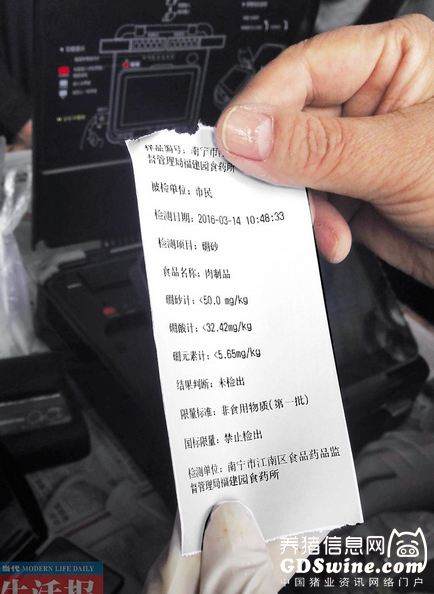 样品编号：南宁市
督管理局福建园食药所
被检单位：市民
检测日期：2016-03-14 10:48:33
检测项目：硼砂
食品名称：肉制品
硼砂计：<50.0 mg/kg
硼酸计：<32.42mg/kg
硼元素计：<5.65mg/kg
结果判断：未检出
限量标准：非食用物质(第一批)
国标限量：禁止检出
检测单位：南宁市江南区食品药品监
督管理局福建园食药所
当代 MODERN LIFE DAILY
生活报
养猪信息网
GDSwine.com
中国猪业资讯网络门户